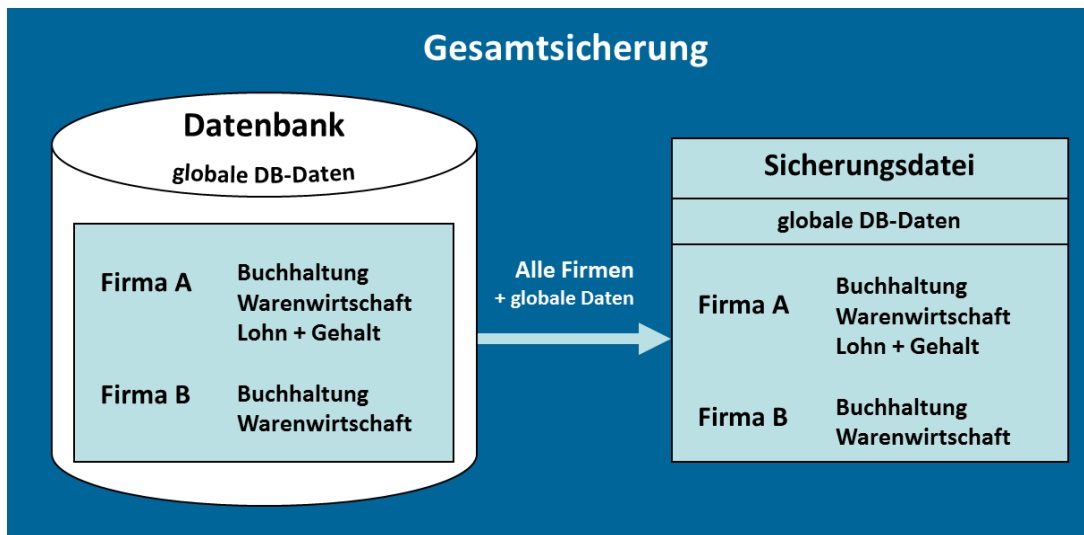 Gesamtsicherung
Datenbank
globale DB-Daten
Firma A
Buchhaltung
Warenwirtschaft
Lohn + Gehalt
Firma B
Buchhaltung
Warenwirtschaft
Alle Firmen
+ globale Daten
Sicherungsdatei
globale DB-Daten
Firma A
Buchhaltung
Warenwirtschaft
Lohn + Gehalt
Firma B
Buchhaltung
Warenwirtschaft